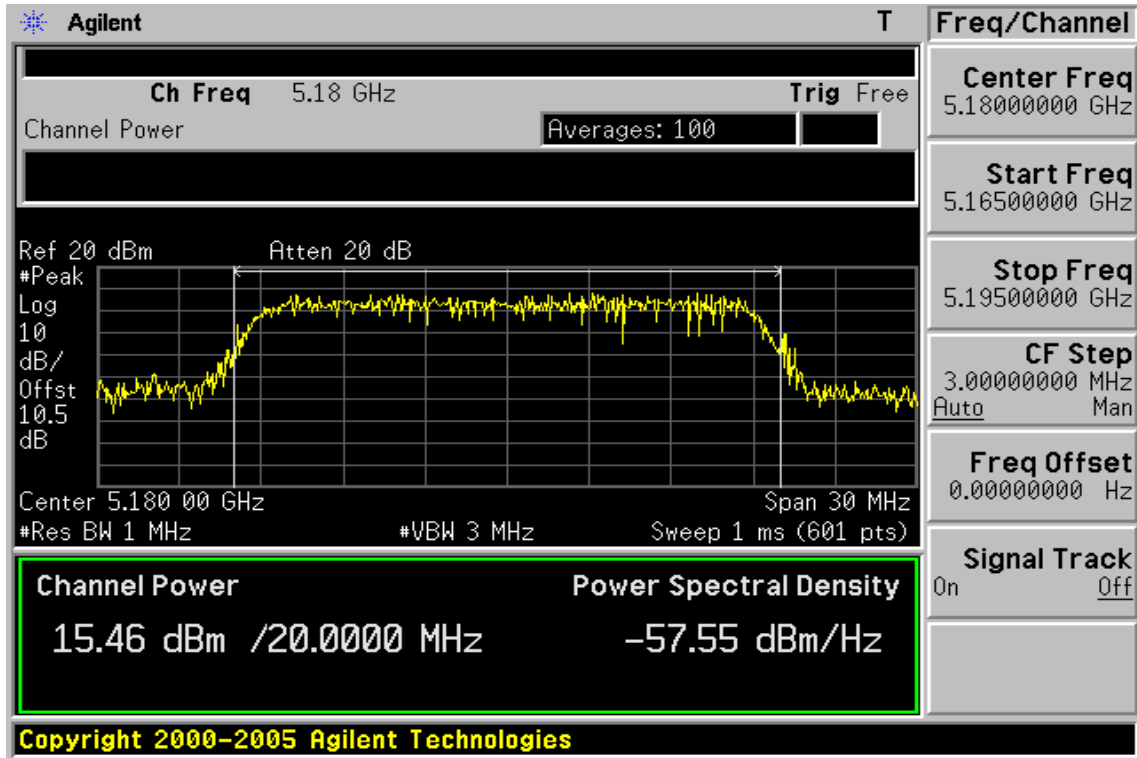 Agilent T
Ch Freq 5.18 GHz Trig Free
Channel Power Averages: 100
Ref 20 dBm Atten 20 dB
#Peak
Log
10
dB/
Offst
10.5
dB
Center 5.180 00 GHz Span 30 MHz
#Res BW 1 MHz #VBW 3 MHz Sweep 1 ms (601 pts)
Channel Power Power Spectral Density
15.46 dBm /20.0000 MHz -57.55 dBm/Hz
Copyright 2000-2005 Agilent Technologies
Freq/Channel
Center Freq
5.18000000 GHz
Start Freq
5.16500000 GHz
Stop Freq
5.19500000 GHz
CF Step
3.00000000 MHz
Auto Man
Freq Offset
0.00000000 Hz
Signal Track
On Off